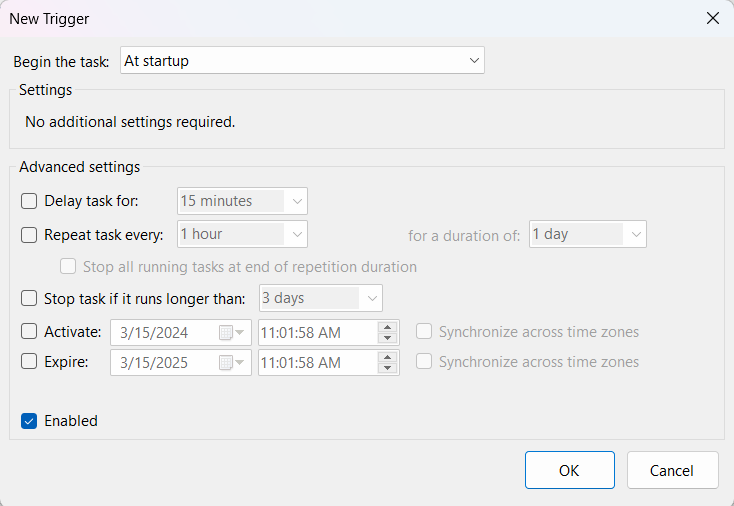 New Trigger
Begin the task: At startup
Settings
No additional settings required.
Advanced settings
Delay task for: 15 minutes
Repeat task every: 1 hour for a duration of: 1 day
Stop all running tasks at end of repetition duration
Stop task if it runs longer than: 3 days
Activate: 3/15/2024 11:01:58 AM Synchronize across time zones
Expire: 3/15/2025 11:01:58 AM Synchronize across time zones
Enabled
OK Cancel